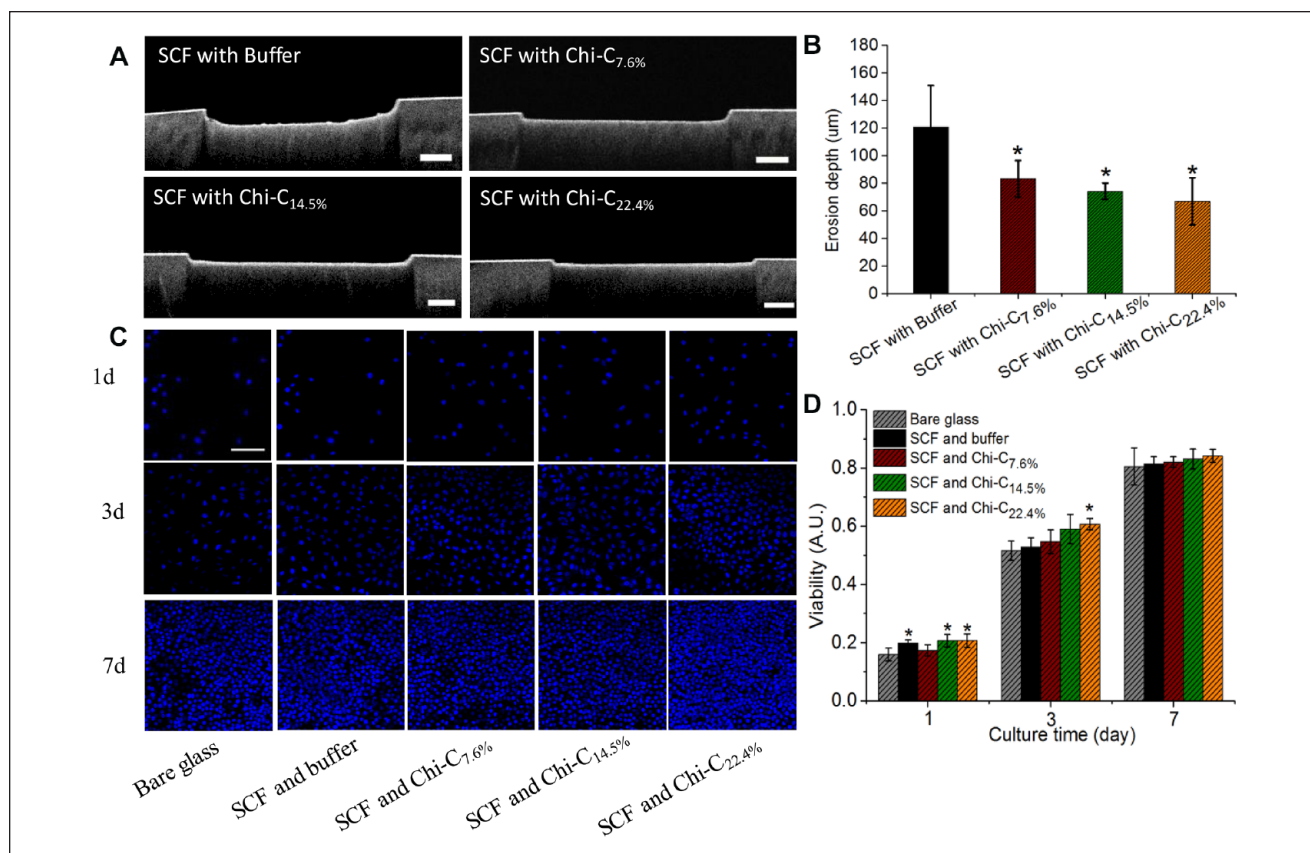 A
SCF with Buffer
SCF with Chi-C7.6%
SCF with Chi-C14.5%
SCF with Chi-C22.4%
B
Erosion depth (um)
180
160
140
120
100
80
60
40
20
0
*
*
*
SCF with Buffer
SCF with Chi-C7.6%
SCF with Chi-C14.5%
SCF with Chi-C22.4%
C
1d
3d
7d
Bare glass
SCF and buffer
SCF and Chi-C7.6%
SCF and Chi-C14.5%
SCF and Chi-C22.4%
D
Viability (A.U.)
1.0
0.8
0.6
0.4
0.2
0.0
Bare glass
SCF and buffer
SCF and Chi-C7.6%
SCF and Chi-C14.5%
SCF and Chi-C22.4%
*
* *
*
1 3 7
Culture time (day)